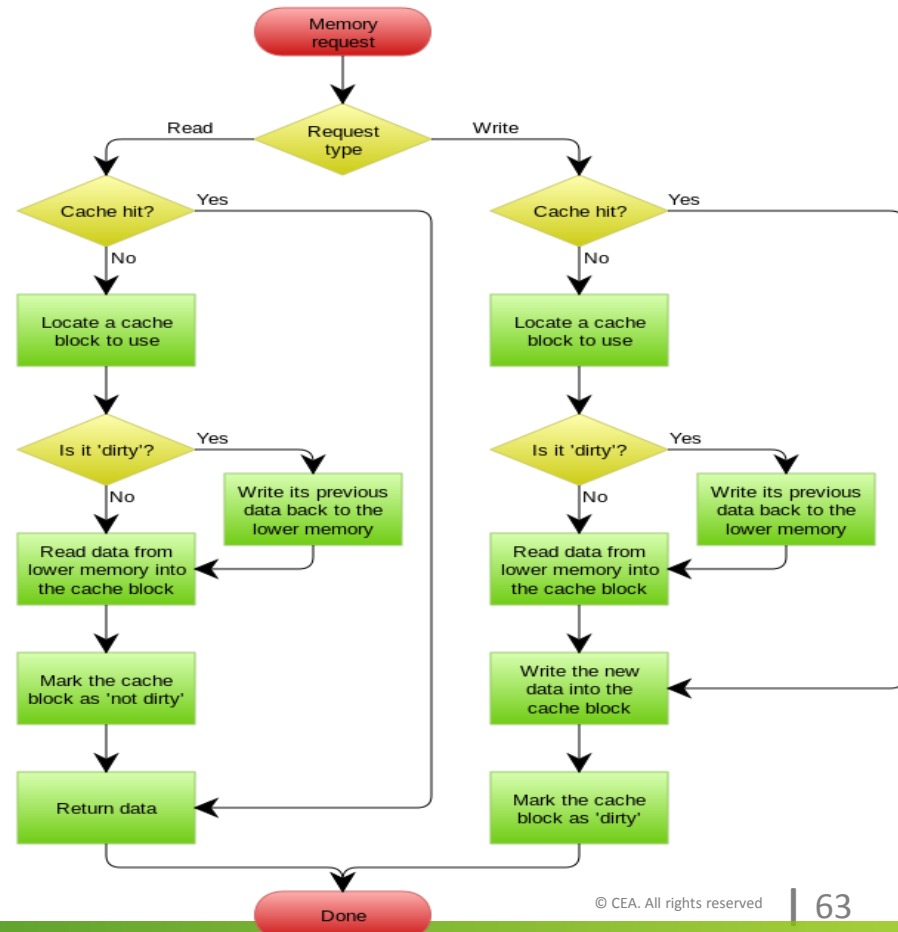 Memory
request
Request
type
Read
Write
Cache hit?
Yes
No
Locate a cache
block to use
Is it 'dirty'?
Yes
No
Write its previous
data back to the
lower memory
Read data from
lower memory into
the cache block
Mark the cache
block as 'not dirty'
Return data
Cache hit?
Yes
No
Locate a cache
block to use
Is it 'dirty'?
Yes
No
Write its previous
data back to the
lower memory
Read data from
lower memory into
the cache block
Write the new
data into the
cache block
Mark the cache
block as 'dirty'
Done
© CEA. All rights reserved
63